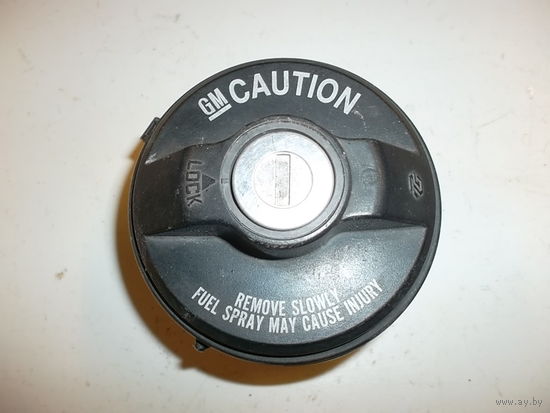 GM CAUTION
LOCK
REMOVE SLOWLY
FUEL SPRAY MAY CAUSE INJURY
www.ay.by